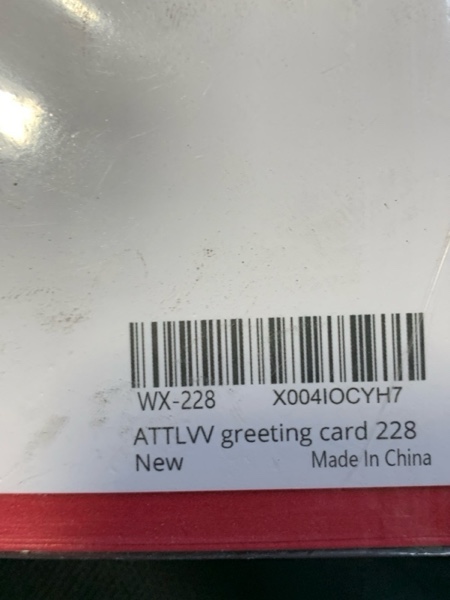 WX-228 X004IOCYH7
ATTLVV greeting card 228
New Made In China